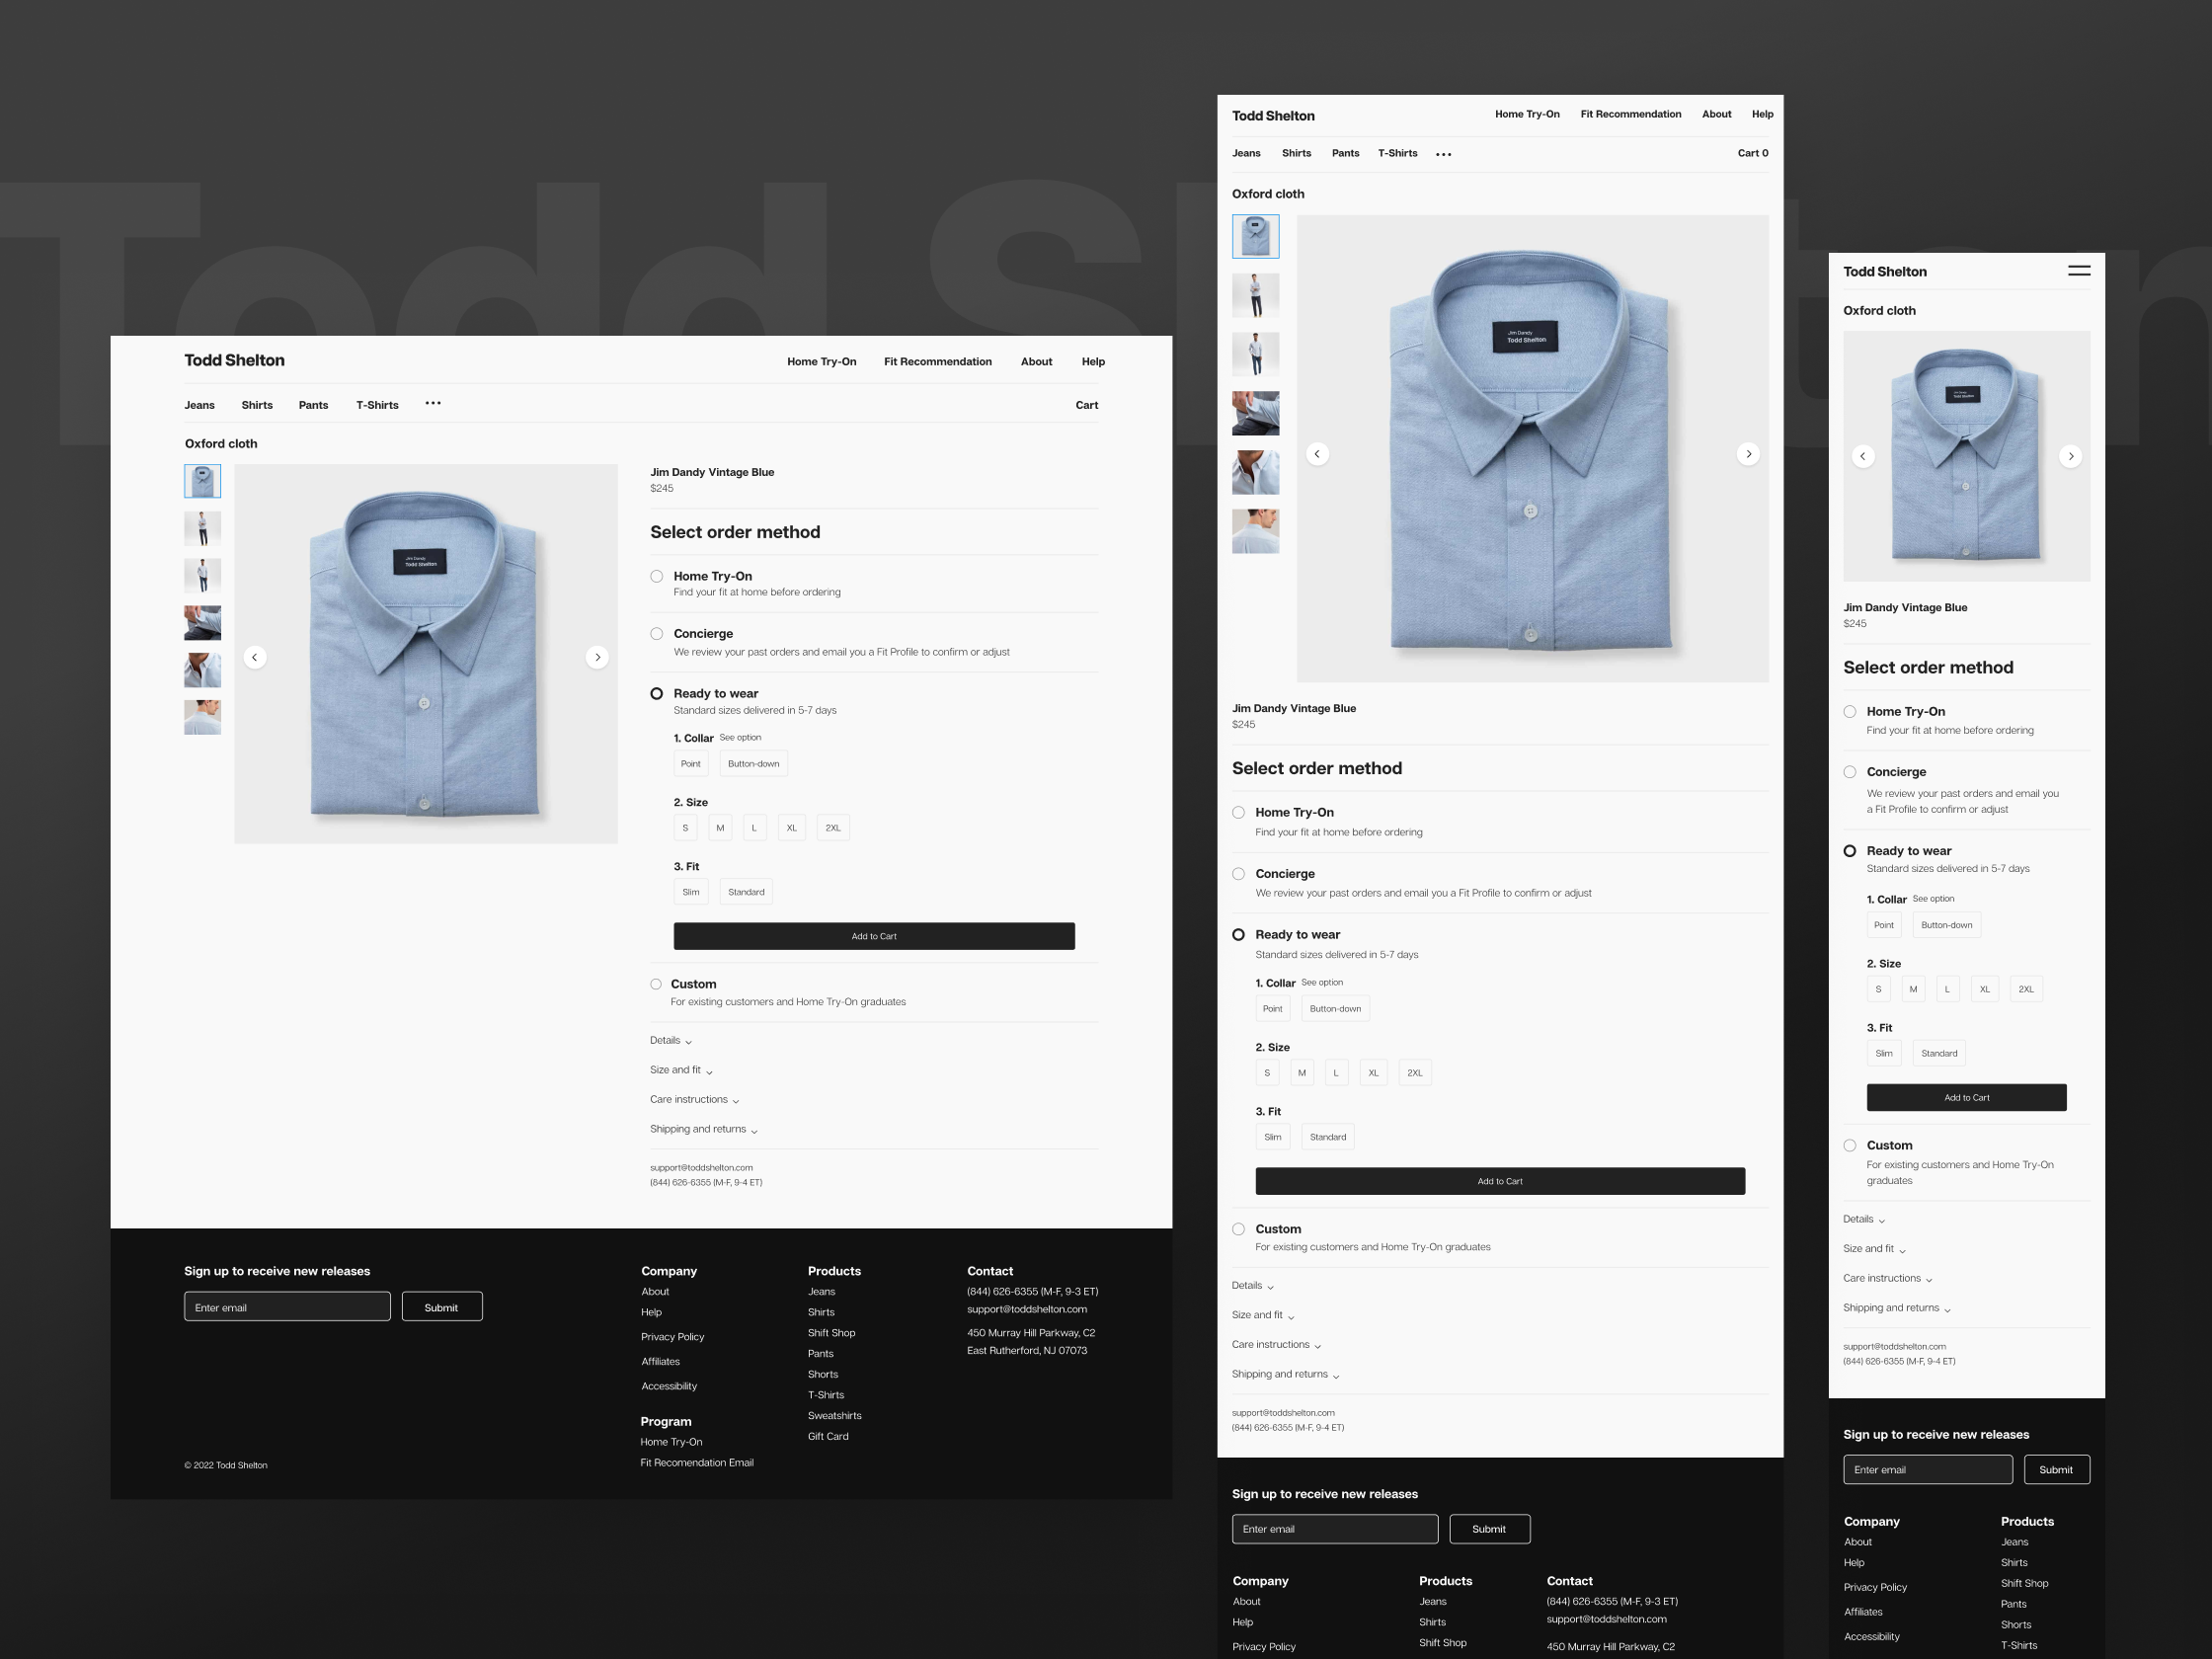 Todd Shelton
Todd Shelton
Home Try-On Fit Recommendation About Help
Jeans Shirts Pants T-Shirts •••
Cart
Oxford cloth
Jim Dandy
Todd Shelton
Jim Dandy Vintage Blue
$245
Select order method
Home Try-On
Find your fit at home before ordering
Concierge
We review your past orders and email you a Fit Profile to confirm or adjust
Ready to wear
Standard sizes delivered in 5-7 days
1. Collar See option
Point Button-down
2. Size
S M L XL 2XL
3. Fit
Slim Standard
Add to Cart
Custom
For existing customers and Home Try-On graduates
Details
Size and fit
Care instructions
Shipping and returns
support@toddshelton.com
(844) 626-6355 (M-F, 9-4 ET)
Sign up to receive new releases
Enter email
Submit
© 2022 Todd Shelton
Company
About
Help
Privacy Policy
Affiliates
Accessibility
Program
Home Try-On
Fit Recomendation Email
Products
Jeans
Shirts
Shift Shop
Pants
Shorts
T-Shirts
Sweatshirts
Gift Card
Contact
(844) 626-6355 (M-F, 9-3 ET)
support@toddshelton.com
450 Murray Hill Parkway, C2
East Rutherford, NJ 07073
Todd Shelton
Home Try-On Fit Recommendation About Help
Jeans Shirts Pants T-Shirts •••
Cart 0
Oxford cloth
Jim Dandy
Todd Shelton
Jim Dandy Vintage Blue
$245
Select order method
Home Try-On
Find your fit at home before ordering
Concierge
We review your past orders and email you a Fit Profile to confirm or adjust
Ready to wear
Standard sizes delivered in 5-7 days
1. Collar See option
Point Button-down
2. Size
S M L XL 2XL
3. Fit
Slim Standard
Add to Cart
Custom
For existing customers and Home Try-On graduates
Details
Size and fit
Care instructions
Shipping and returns
support@toddshelton.com
(844) 626-6355 (M-F, 9-4 ET)
Sign up to receive new releases
Enter email
Submit
Company
About
Help
Privacy Policy
Products
Jeans
Shirts
Shift Shop
Contact
(844) 626-6355 (M-F, 9-3 ET)
support@toddshelton.com
450 Murray Hill Parkway, C2
Todd Shelton
Oxford cloth
Jim Dandy
Todd Shelton
Jim Dandy Vintage Blue
$245
Select order method
Home Try-On
Find your fit at home before ordering
Concierge
We review your past orders and email you
a Fit Profile to confirm or adjust
Ready to wear
Standard sizes delivered in 5-7 days
1. Collar See option
Point Button-down
2. Size
S M L XL 2XL
3. Fit
Slim Standard
Add to Cart
Custom
For existing customers and Home Try-On
graduates
Details
Size and fit
Care instructions
Shipping and returns
support@toddshelton.com
(844) 626-6355 (M-F, 9-4 ET)
Sign up to receive new releases
Enter email
Submit
Company
About
Help
Privacy Policy
Affiliates
Accessibility
Products
Jeans
Shirts
Shift Shop
Pants
Shorts
T-Shirts